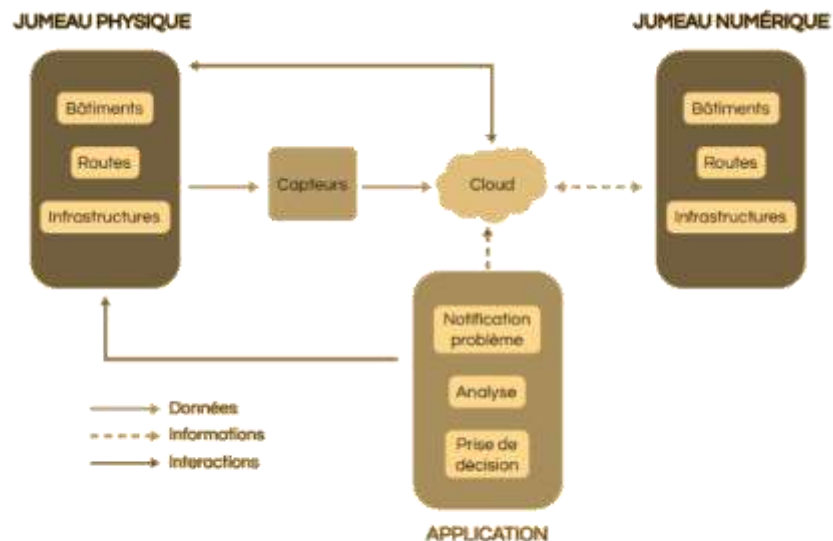 JUMEAU PHYSIQUE
JUMEAU NUMÉRIQUE
Bâtiments
Routes
Infrastructures
Capteurs
Cloud
Bâtiments
Routes
Infrastructures
Notification
problème
Analyse
Prise de
décision
Données
Informations
Interactions
APPLICATION